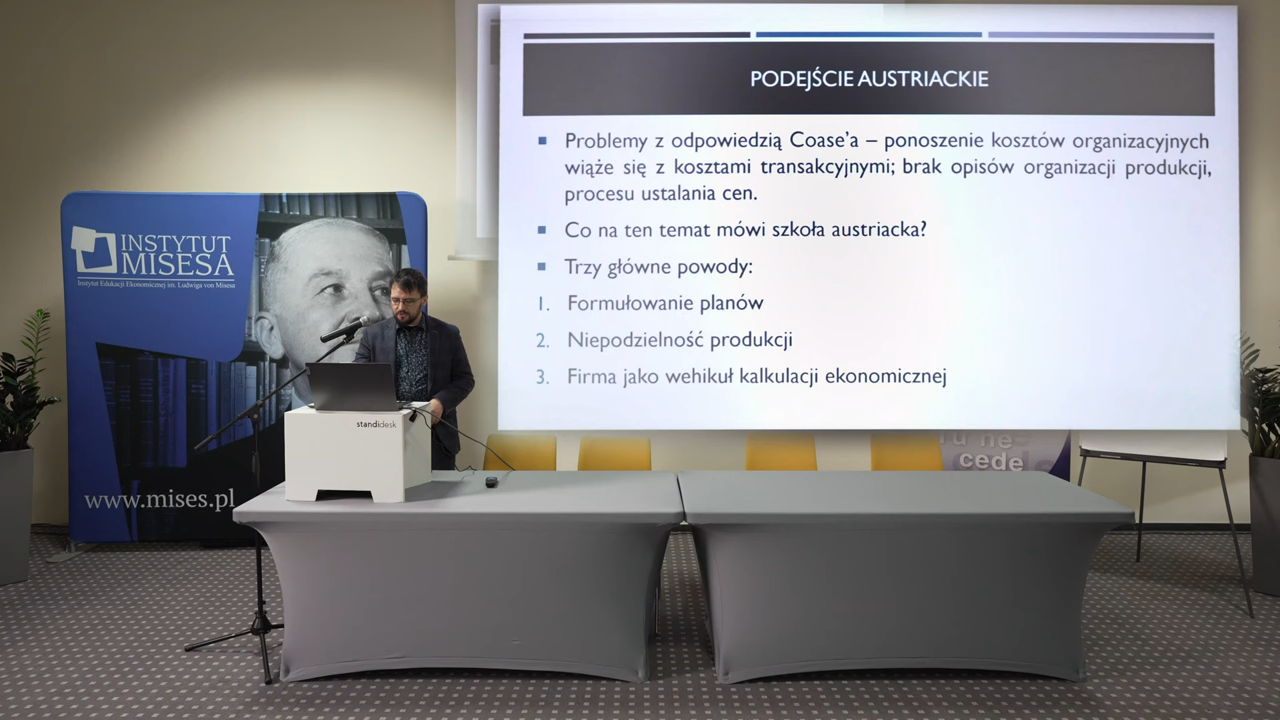 PODEJŚCIE AUSTRIACKIE
▪ Problemy z odpowiedzią Coase'a – ponoszenie kosztów organizacyjnych
wiąże się z kosztami transakcyjnymi; brak opisów organizacji produkcji,
procesu ustalania cen.
▪ Co na ten temat mówi szkoła austriacka?
▪ Trzy główne powody:
1. Formułowanie planów
2. Niepodzielność produkcji
3. Firma jako wehikuł kalkulacji ekonomicznej
INSTYTUT
MISESA
Instytut Edukacji Ekonomicznej im. Ludwiga von Misesa
www.mises.pl
standidesk
cede